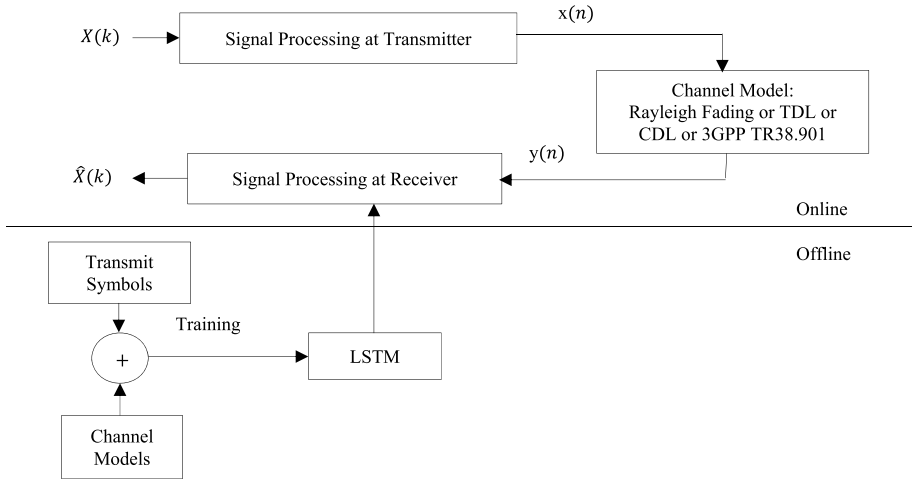 x(n)
X(k)
Signal Processing at Transmitter
Channel Model:
Rayleigh Fading or TDL or
CDL or 3GPP TR38.901
y(n)
X̂(k)
Signal Processing at Receiver
Online
Offline
Transmit
Symbols
Training
+
LSTM
Channel
Models